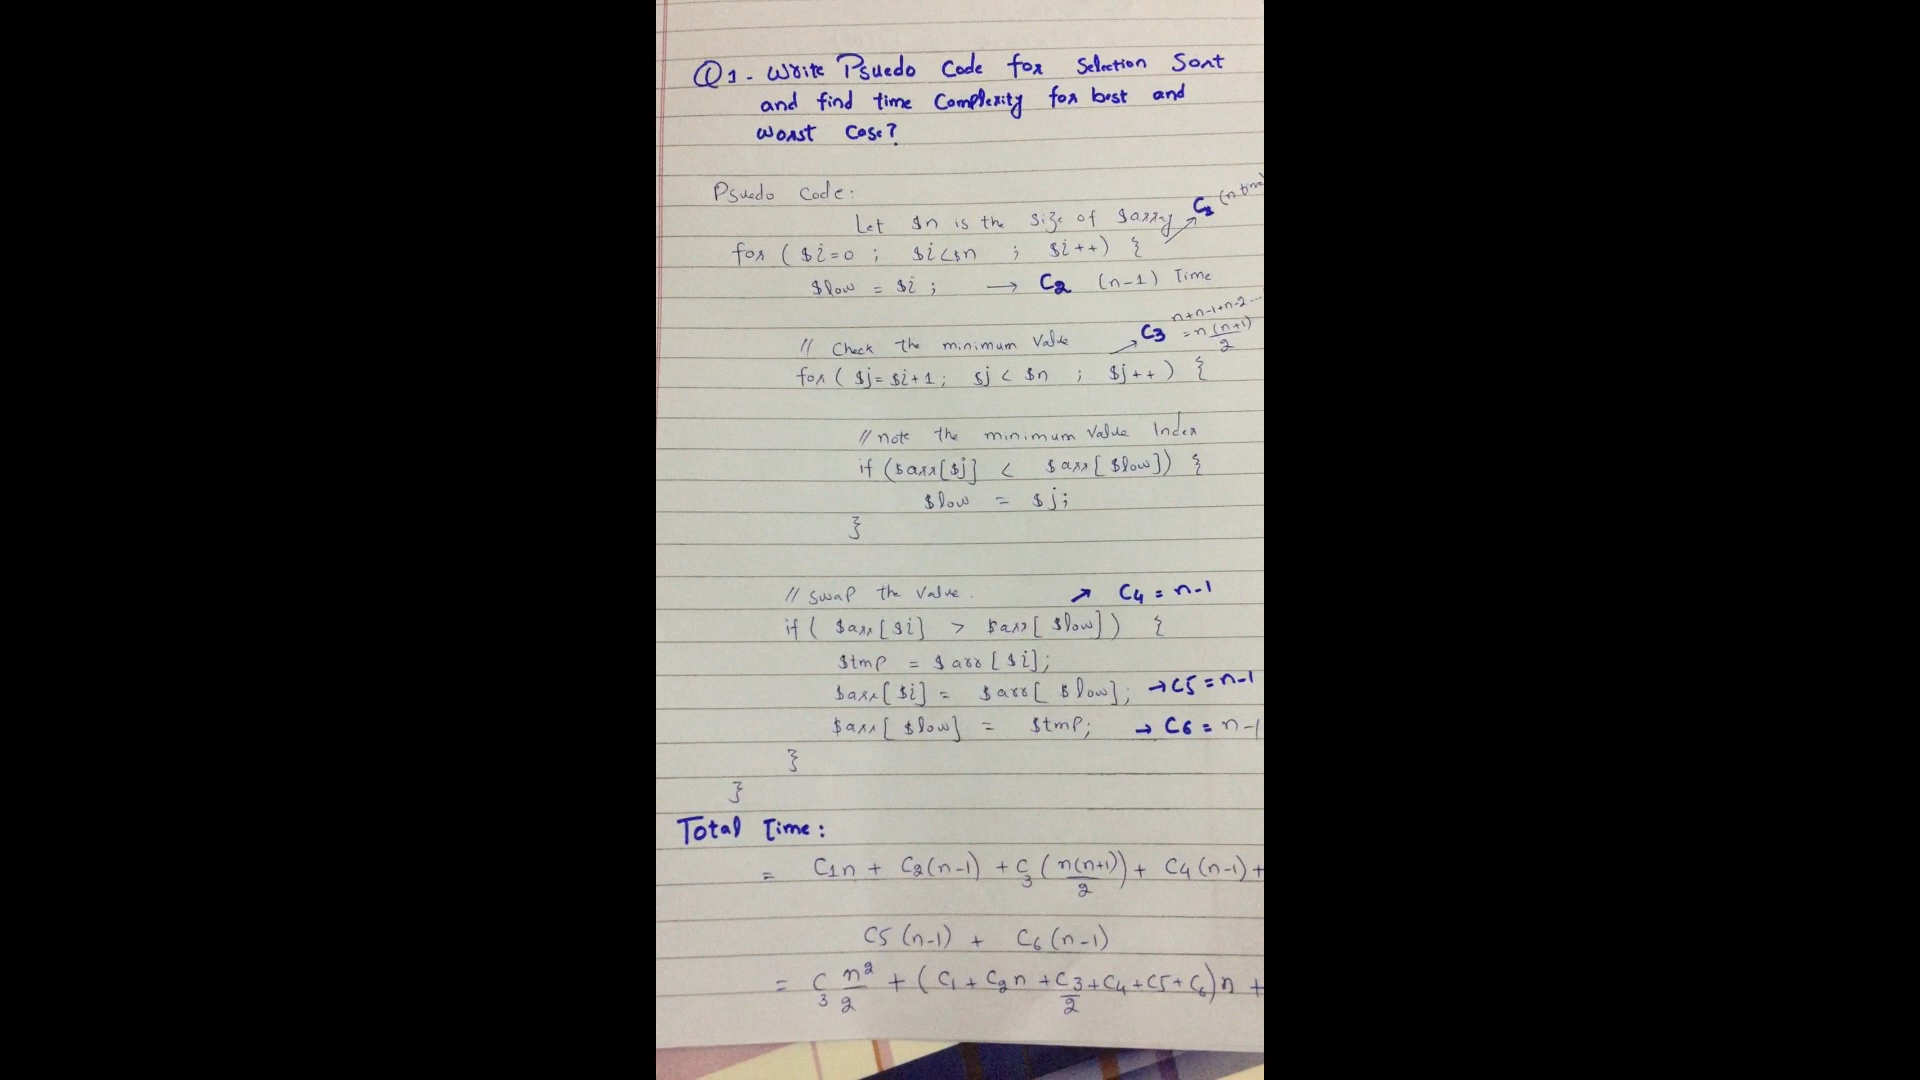 Q1 - Write Psuedo Code for Selection Sort
and find time Complexity for best and
worst case?
Psuedo Code:
Let $n is the size of $arry
C1 (n time)
for ( $i=0 ; $i<$n ; $i++) {
$low = $i ; → C2 (n-1) Time
n+n-1+n-2...
// Check the minimum Value → C3 = n(n+1)/2
for ( $j=$i+1 ; $j < $n ; $j++ ) {
// note the minimum Value Index
if ($arr[$j] < $arr[$low]) {
$low = $j;
}
// swap the value. → C4 = n-1
if ( $arr[$i] > $arr[$low]) {
$tmp = $arr[$i];
$arr[$i] = $arr[$low]; → C5 = n-1
$arr[$low] = $tmp; → C6 = n-1
}
}
Total Time:
= C1n + C2(n-1) + C3 (n(n+1)/2) + C4(n-1) +
C5(n-1) + C6(n-1)
= C3 n²/2 + (C1 + C2n + C3/2 + C4 + C5 + C6)n +